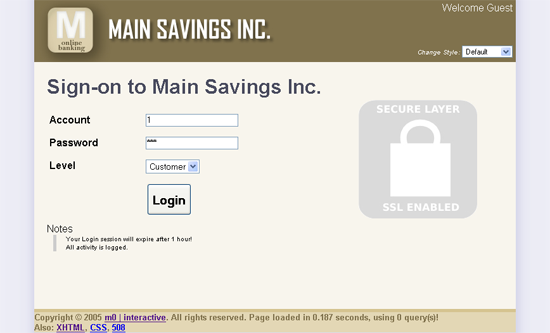 Welcome Guest
M
online
banking
MAIN SAVINGS INC.
Change Style: Default
Sign-on to Main Savings Inc.
Account 1
Password ***
Level Customer
Login
SECURE LAYER
SSL ENABLED
Notes
Your Login session will expire after 1 hour!
All activity is logged.
Copyright © 2005 m0 | interactive. All rights reserved. Page loaded in 0.187 seconds, using 0 query(s)!
Also: XHTML, CSS, 508